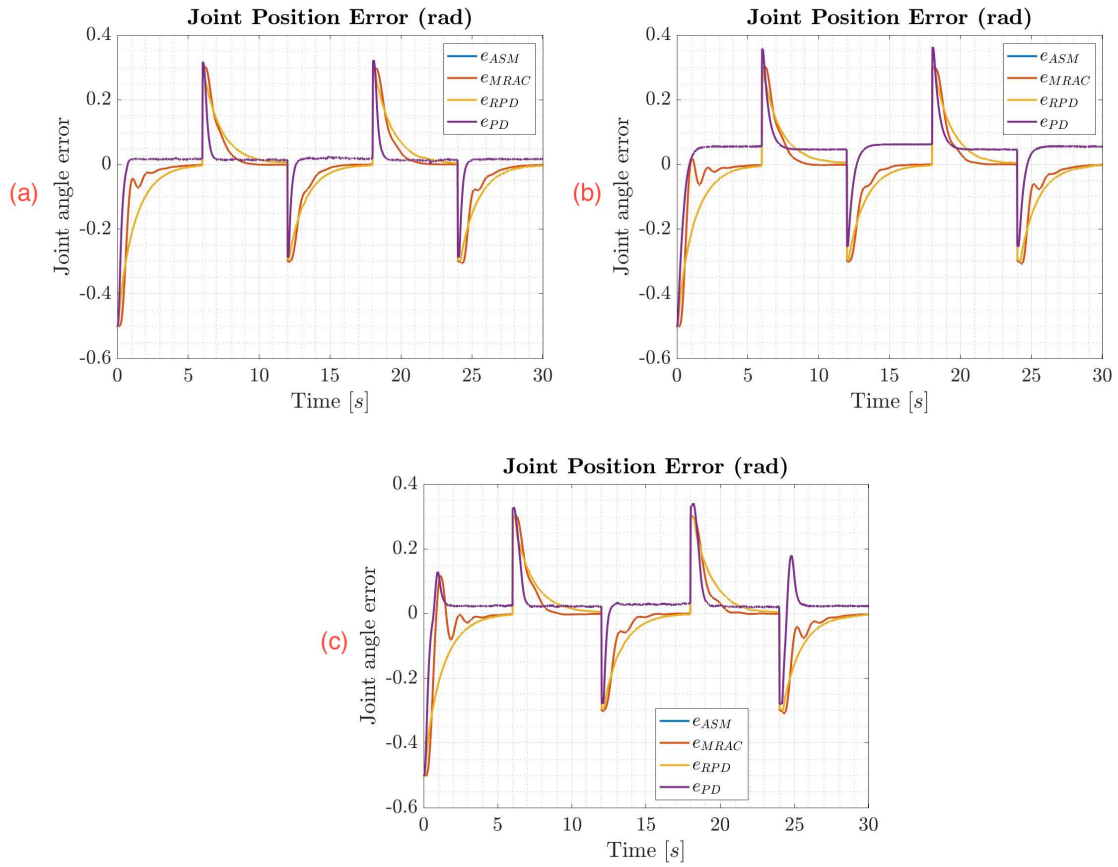 Joint Position Error (rad)
0.4
0.2
0
-0.2
-0.4
-0.6
0
5
10
15
20
25
30
Joint angle error
Time [s]
e_ASM
e_MRAC
e_RPD
e_PD
(a)
Joint Position Error (rad)
0.4
0.2
0
-0.2
-0.4
-0.6
0
5
10
15
20
25
30
Joint angle error
Time [s]
e_ASM
e_MRAC
e_RPD
e_PD
(b)
Joint Position Error (rad)
0.4
0.2
0
-0.2
-0.4
-0.6
0
5
10
15
20
25
30
Joint angle error
Time [s]
e_ASM
e_MRAC
e_RPD
e_PD
(c)